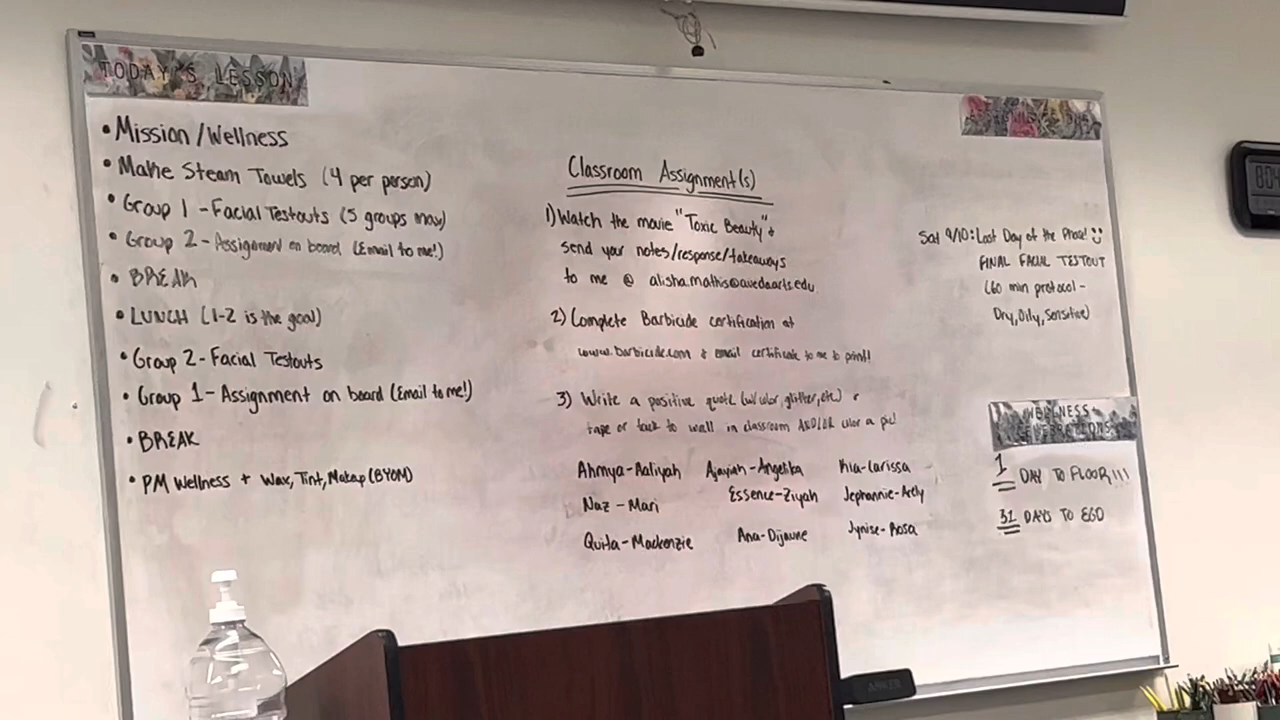 TODAY'S LESSON
• Mission/Wellness
• Make Steam Towels (4 per person)
• Group 1 - Facial Testouts (5 groups max)
• Group 2 - Assignment on board (Email to me!)
• BREAK
• LUNCH (1-2 is the goal)
• Group 2 - Facial Testouts
• Group 1 - Assignment on board (Email to me!)
• BREAK
• PM Wellness + Wax, Tint, Makeup (BYOM)
Classroom Assignment(s)
1) Watch the movie "Toxic Beauty" +
send your notes/response/takeaways
to me @ alisha.mathis@avedaarts.edu
2) Complete Barbicide certification at
www.barbicide.com + email certificate to me to print!
3) Write a positive quote (w/color, glitter, etc) +
tape or tack to wall in classroom AND/OR color a pic!
Ahmya-Aaliyah Ajayiah-Angelika Kia-Larissa
Naz - Mari Essence-Ziyah Jephannie-Arely
Quita-Mackenzie Ana-Dijaune Jynise-Rosa
Sat 9/10: Last Day of the Phase!
FINAL FACIAL TESTOUT
(60 min protocol -
Dry, Oily, Sensitive)
WELLNESS+
CELEBRATIONS
1 DAY TO FLOOR!!!
31 DAYS TO EGO
ANKER